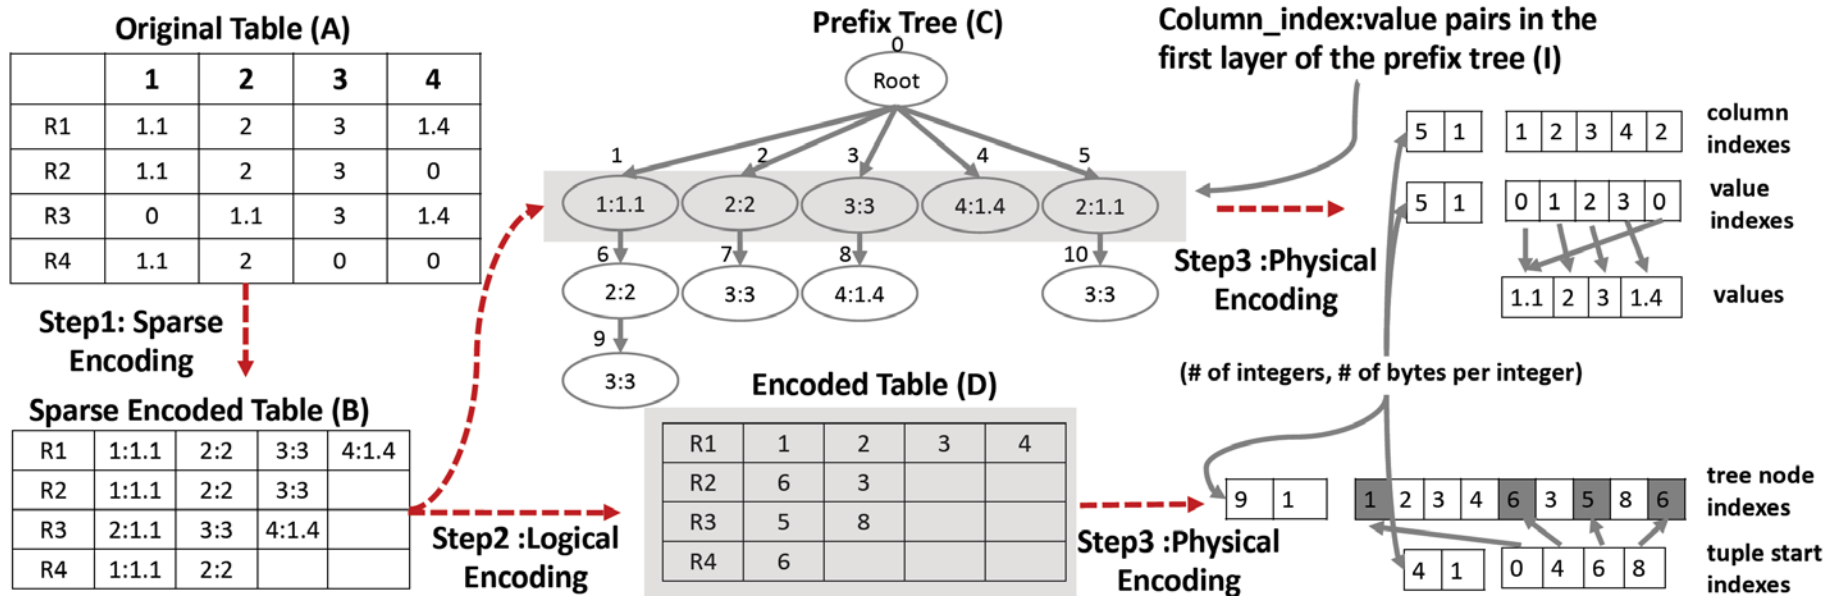 Original Table (A)
1 2 3 4
R1 1.1 2 3 1.4
R2 1.1 2 3 0
R3 0 1.1 3 1.4
R4 1.1 2 0 0
Step1: Sparse
Encoding
Sparse Encoded Table (B)
R1 1:1.1 2:2 3:3 4:1.4
R2 1:1.1 2:2 3:3
R3 2:1.1 3:3 4:1.4
R4 1:1.1 2:2
Prefix Tree (C)
0
Root
1 2 3 4 5
1:1.1 2:2 3:3 4:1.4 2:1.1
6 7 8 10
2:2 3:3 4:1.4 3:3
9
3:3
Step2 :Logical
Encoding
Encoded Table (D)
R1 1 2 3 4
R2 6 3
R3 5 8
R4 6
Column_index:value pairs in the
first layer of the prefix tree (I)
Step3 :Physical
Encoding
5 1 1 2 3 4 2
column
indexes
5 1 0 1 2 3 0
value
indexes
1.1 2 3 1.4 values
(# of integers, # of bytes per integer)
Step3 :Physical
Encoding
9 1 1 2 3 4 6 3 5 8 6
tree node
indexes
4 1 0 4 6 8
tuple start
indexes